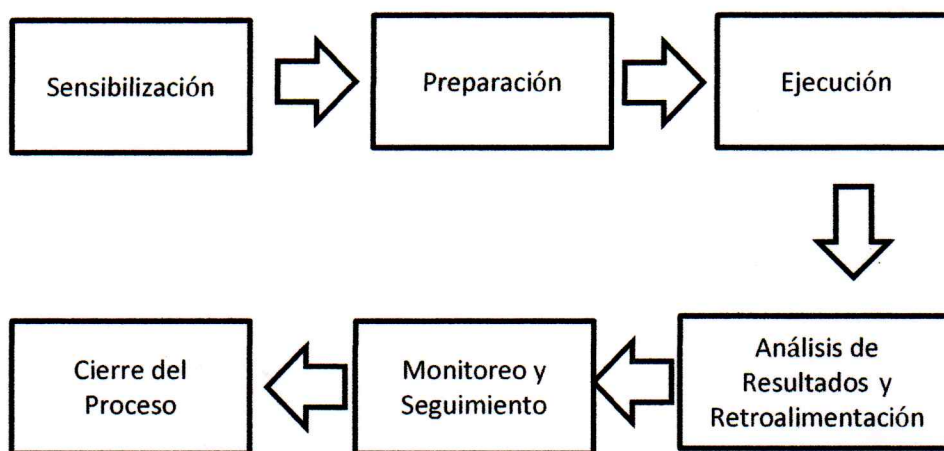 Sensibilización
Preparación
Ejecución
Análisis de
Resultados y
Retroalimentación
Monitoreo y
Seguimiento
Cierre del
Proceso